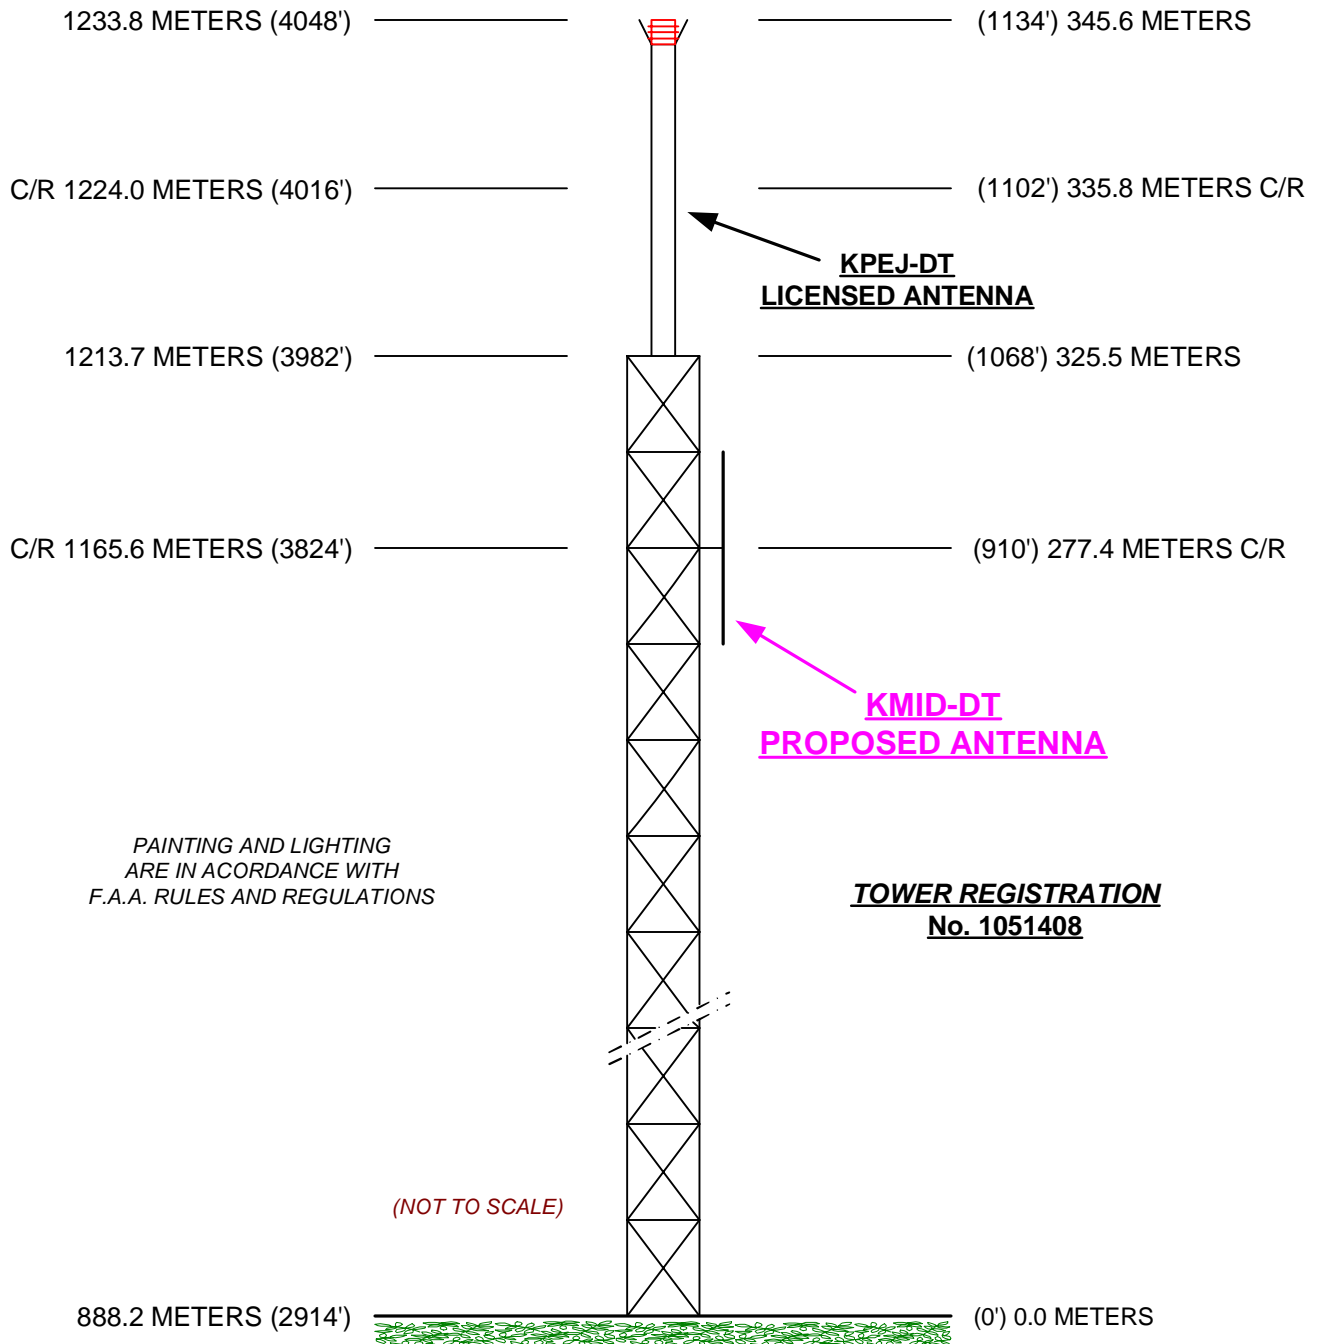 1233.8 METERS (4048')
(1134') 345.6 METERS
C/R 1224.0 METERS (4016')
(1102') 335.8 METERS C/R
KPEJ-DT
LICENSED ANTENNA
1213.7 METERS (3982')
(1068') 325.5 METERS
C/R 1165.6 METERS (3824')
(910') 277.4 METERS C/R
KMID-DT
PROPOSED ANTENNA
PAINTING AND LIGHTING
ARE IN ACORDANCE WITH
F.A.A. RULES AND REGULATIONS
TOWER REGISTRATION
No. 1051408
(NOT TO SCALE)
888.2 METERS (2914')
(0') 0.0 METERS